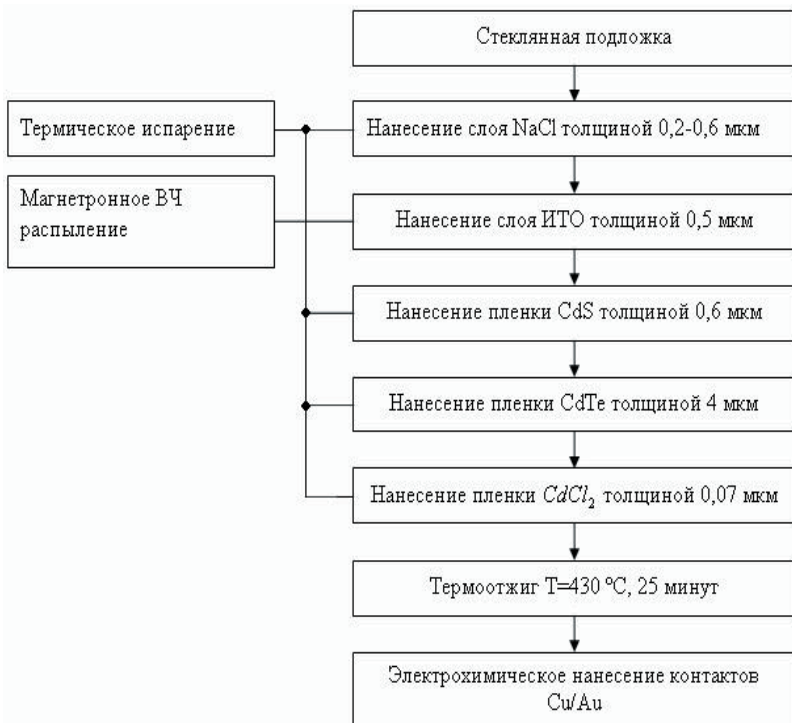 Стеклянная подложка
Термическое испарение
Нанесение слоя NaCl толщиной 0,2-0,6 мкм
Магнетронное ВЧ
распыление
Нанесение слоя ИТО толщиной 0,5 мкм
Нанесение пленки CdS толщиной 0,6 мкм
Нанесение пленки CdTe толщиной 4 мкм
Нанесение пленки CdCl₂ толщиной 0,07 мкм
Термоотжиг Т=430 ºС, 25 минут
Электрохимическое нанесение контактов
Cu/Au